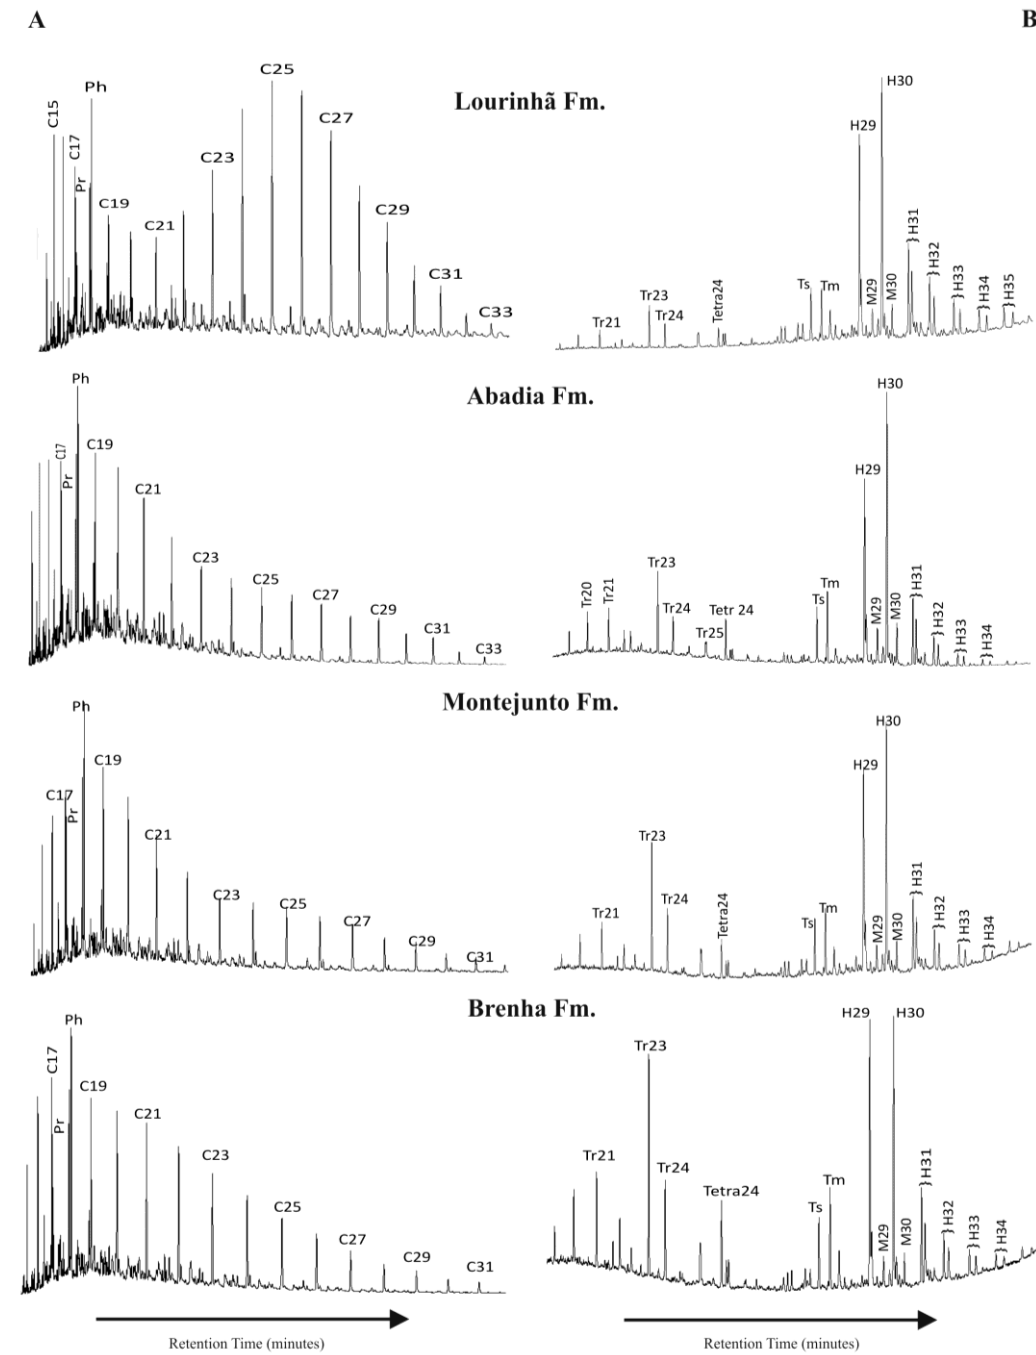 A
B
Lourinhã Fm.
C15
C17
Pr
Ph
C19
C21
C23
C25
C27
C29
C31
C33
Tr21
Tr23
Tr24
Tetra24
Ts
Tm
H29
M29
H30
M30
}H31
}H32
}H33
}H34
}H35
Abadia Fm.
C17
Pr
Ph
C19
C21
C23
C25
C27
C29
C31
C33
Tr20
Tr21
Tr23
Tr24
Tr25
Tetr 24
Ts
Tm
H29
M29
H30
M30
}H31
}H32
}H33
}H34
Montejunto Fm.
C17
Pr
Ph
C19
C21
C23
C25
C27
C29
C31
Tr21
Tr23
Tr24
Tetra24
Ts
Tm
H29
M29
H30
M30
}H31
}H32
}H33
}H34
Brenha Fm.
C17
Pr
Ph
C19
C21
C23
C25
C27
C29
C31
Tr21
Tr23
Tr24
Tetra24
Ts
Tm
H29
M29
H30
M30
}H31
}H32
}H33
}H34
Retention Time (minutes)
Retention Time (minutes)